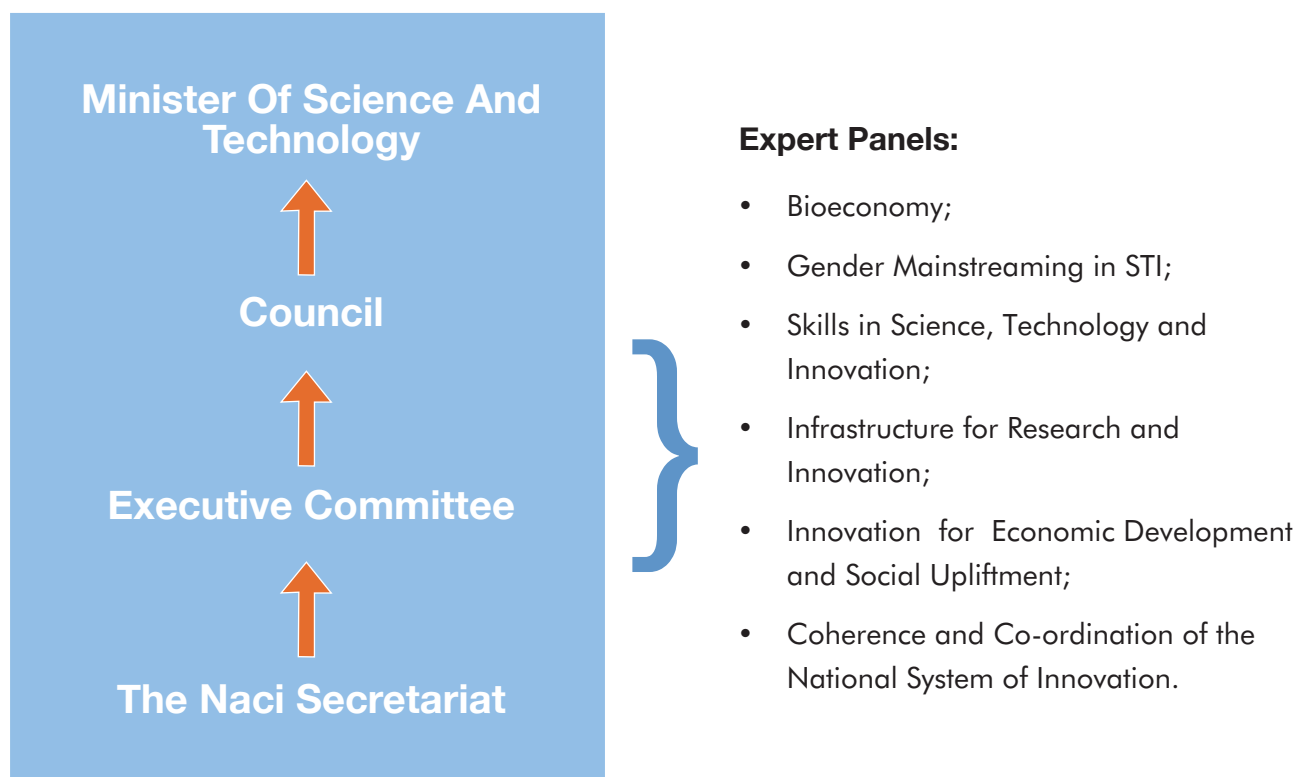 Minister Of Science And
Technology
Council
Executive Committee
The Naci Secretariat
Expert Panels:
• Bioeconomy;
• Gender Mainstreaming in STI;
• Skills in Science, Technology and
Innovation;
• Infrastructure for Research and
Innovation;
• Innovation for Economic Development
and Social Upliftment;
• Coherence and Co-ordination of the
National System of Innovation.